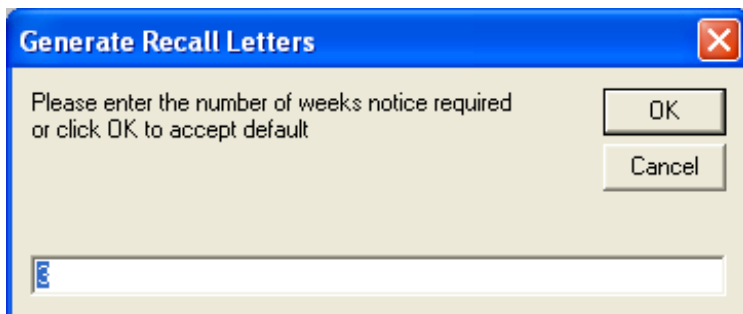 Generate Recall Letters
Please enter the number of weeks notice required
or click OK to accept default
OK
Cancel
3